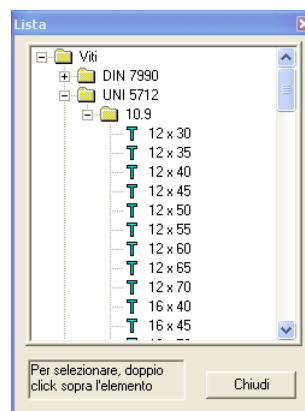 Lista
Viti
DIN 7990
UNI 5712
10.9
12 x 30
12 x 35
12 x 40
12 x 45
12 x 50
12 x 55
12 x 60
12 x 65
12 x 70
16 x 40
16 x 45
Per selezionare, doppio
click sopra l'elemento
Chiudi